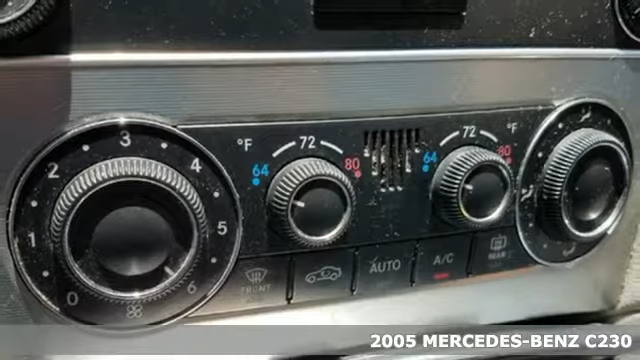 3
2 4
1 5
0 6
°F 72
64 80
72 °F
64 80
FRONT AUTO A/C REAR
2005 MERCEDES-BENZ C230